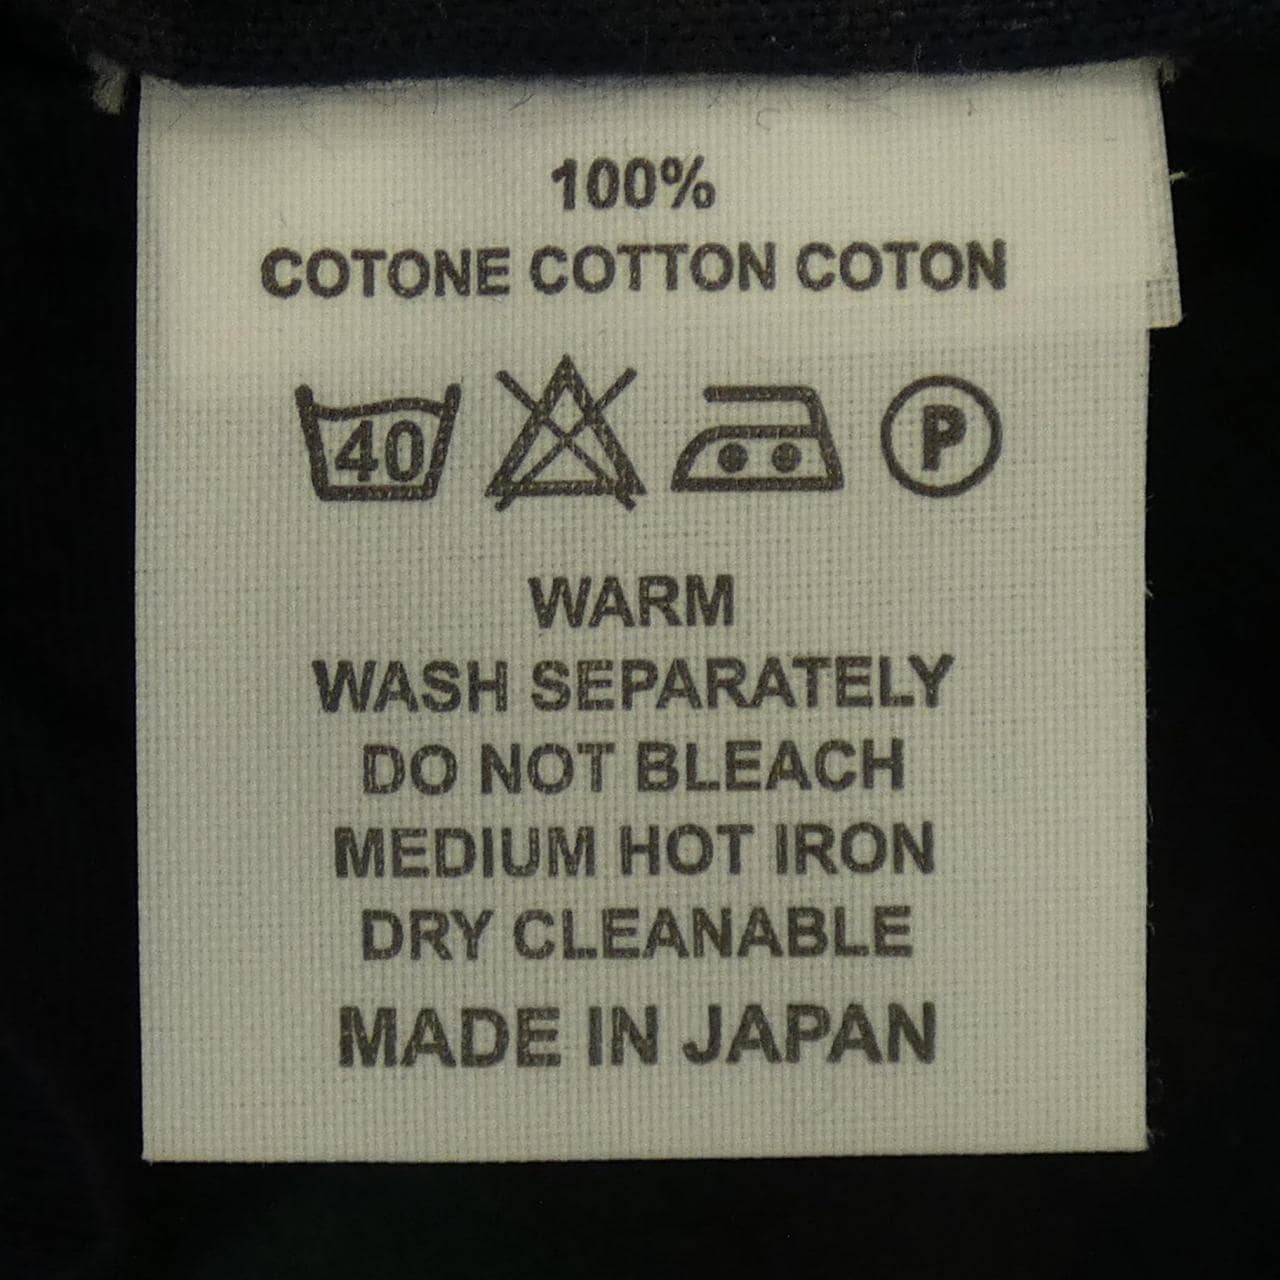 100%
COTONE COTTON COTON
40 P
WARM
WASH SEPARATELY
DO NOT BLEACH
MEDIUM HOT IRON
DRY CLEANABLE
MADE IN JAPAN